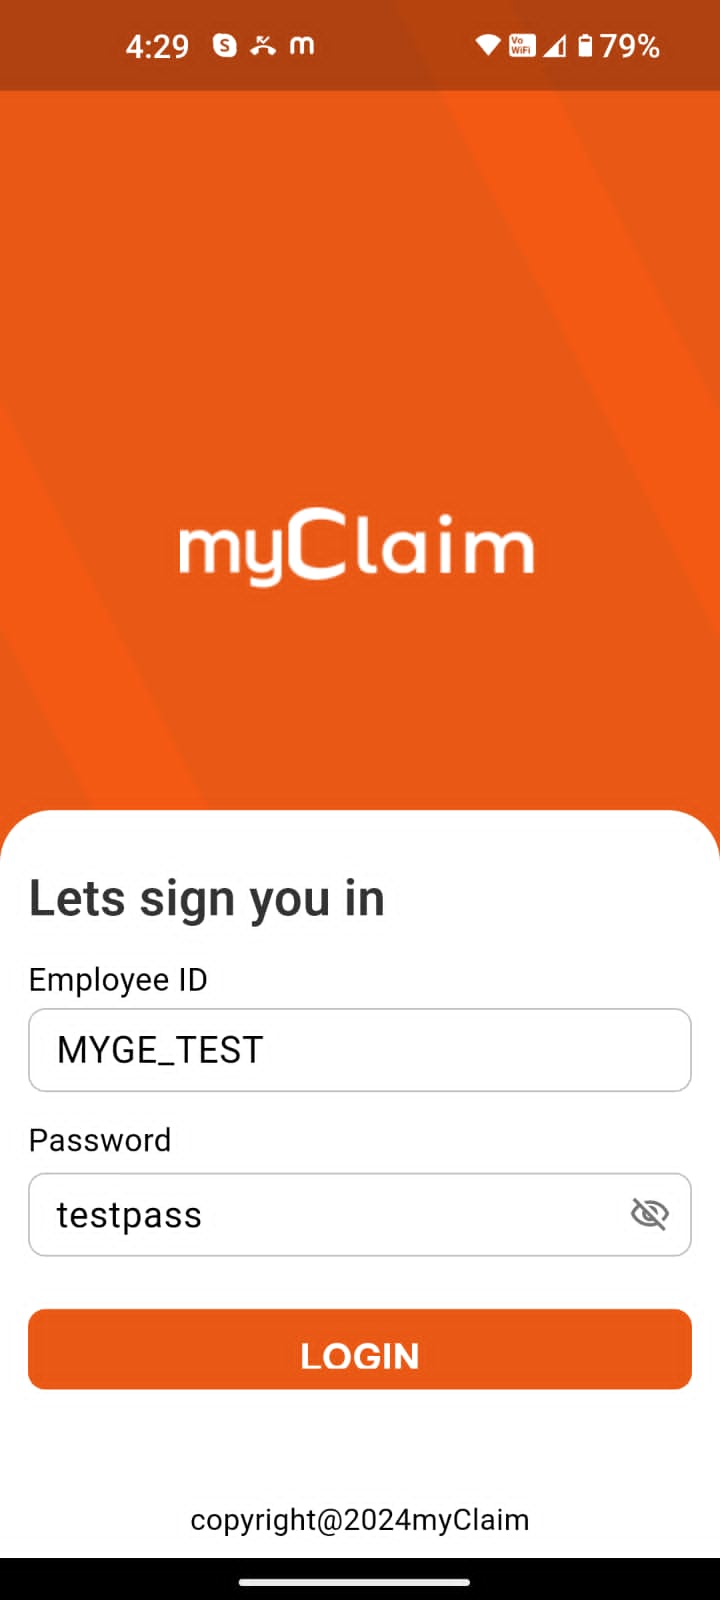 4:29 S m Vo WiFi 79%
myClaim
Lets sign you in
Employee ID
MYGE_TEST
Password
testpass
LOGIN
copyright@2024myClaim